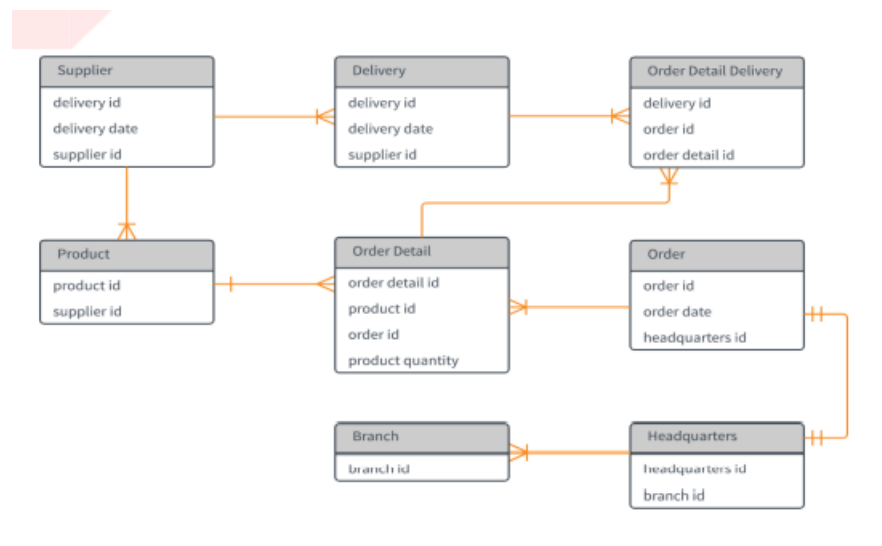 Supplier
delivery id
delivery date
supplier id
Delivery
delivery id
delivery date
supplier id
Order Detail Delivery
delivery id
order id
order detail id
Product
product id
supplier id
Order Detail
order detail id
product id
order id
product quantity
Order
order id
order date
headquarters id
Branch
branch id
Headquarters
headquarters id
branch id